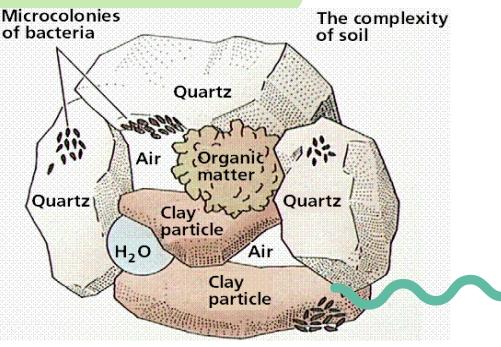 Microcolonies
of bacteria
The complexity
of soil
Quartz
Air
Organic
matter
Quartz
Quartz
Clay
particle
H₂O
Air
Clay
particle